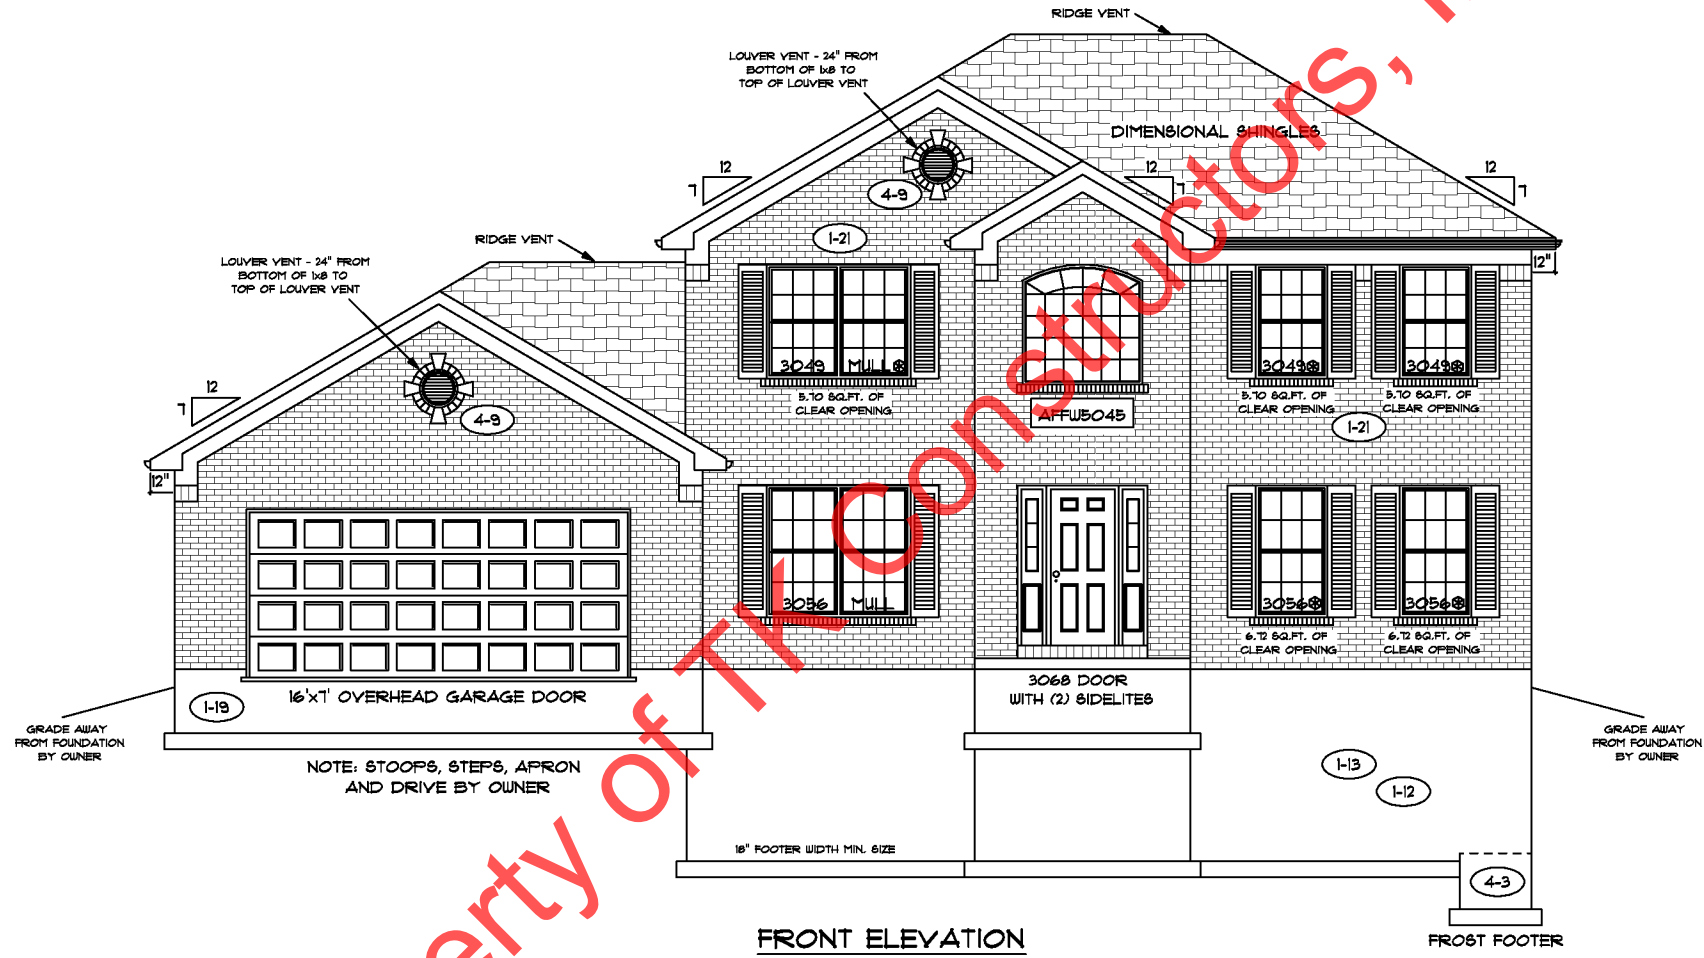 RIDGE VENT
LOUVER VENT - 24" FROM
BOTTOM OF 1x8 TO
TOP OF LOUVER VENT
DIMENSIONAL SHINGLES
12
7
12
7
12
7
4-9
1-21
RIDGE VENT
LOUVER VENT - 24" FROM
BOTTOM OF 1x8 TO
TOP OF LOUVER VENT
12"
3049 MULL
3049
3049
5.70 SQ.FT. OF
CLEAR OPENING
5.70 SQ.FT. OF
CLEAR OPENING
5.70 SQ.FT. OF
CLEAR OPENING
AFFW5045
1-21
12
7
4-9
12"
3056 MULL
3056
3056
6.72 SQ.FT. OF
CLEAR OPENING
6.72 SQ.FT. OF
CLEAR OPENING
16'x7' OVERHEAD GARAGE DOOR
1-19
3068 DOOR
WITH (2) SIDELITES
GRADE AWAY
FROM FOUNDATION
BY OWNER
GRADE AWAY
FROM FOUNDATION
BY OWNER
NOTE: STOOPS, STEPS, APRON
AND DRIVE BY OWNER
1-13
1-12
18" FOOTER WIDTH MIN. SIZE
4-3
FRONT ELEVATION
FROST FOOTER
erty of TK Constructors,